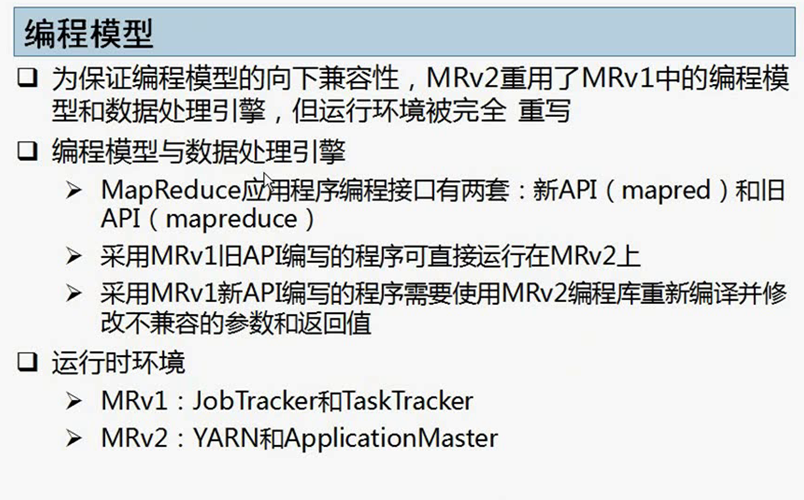 编程模型
❑ 为保证编程模型的向下兼容性，MRv2重用了MRv1中的编程模
型和数据处理引擎，但运行环境被完全 重写
❑ 编程模型与数据处理引擎
➢ MapReduce应用程序编程接口有两套：新API（mapred）和旧
API（mapreduce）
➢ 采用MRv1旧API编写的程序可直接运行在MRv2上
➢ 采用MRv1新API编写的程序需要使用MRv2编程库重新编译并修
改不兼容的参数和返回值
❑ 运行时环境
➢ MRv1：JobTracker和TaskTracker
➢ MRv2：YARN和ApplicationMaster